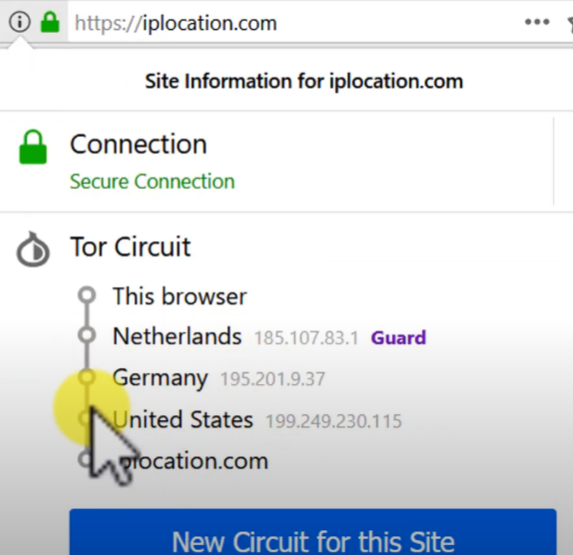 https://iplocation.com
Site Information for iplocation.com
Connection
Secure Connection
Tor Circuit
This browser
Netherlands 185.107.83.1 Guard
Germany 195.201.9.37
United States 199.249.230.115
iplocation.com
New Circuit for this Site